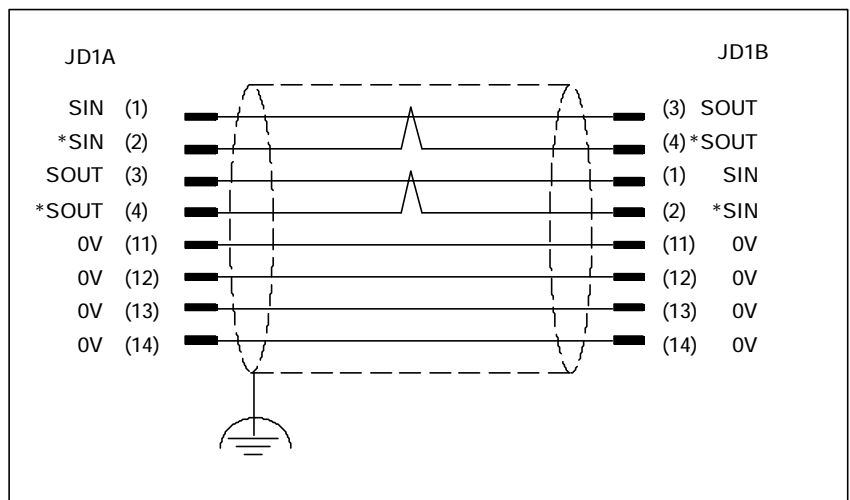 JD1A JD1B
SIN (1) (3) SOUT
*SIN (2) (4) *SOUT
SOUT (3) (1) SIN
*SOUT (4) (2) *SIN
0V (11) (11) 0V
0V (12) (12) 0V
0V (13) (13) 0V
0V (14) (14) 0V